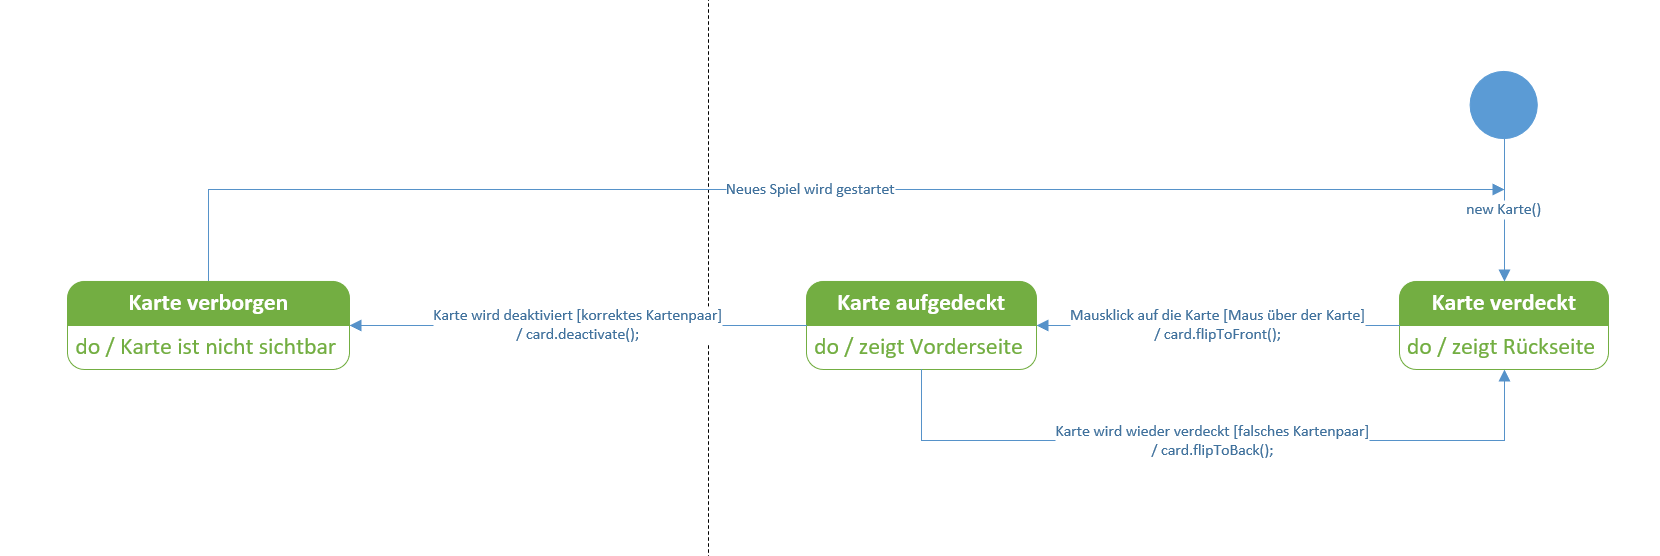 Neues Spiel wird gestartet
new Karte()
Karte verborgen
do / Karte ist nicht sichtbar
Karte wird deaktiviert [korrektes Kartenpaar]
/ card.deactivate();
Karte aufgedeckt
do / zeigt Vorderseite
Mausklick auf die Karte [Maus über der Karte]
/ card.flipToFront();
Karte verdeckt
do / zeigt Rückseite
Karte wird wieder verdeckt [falsches Kartenpaar]
/ card.flipToBack();